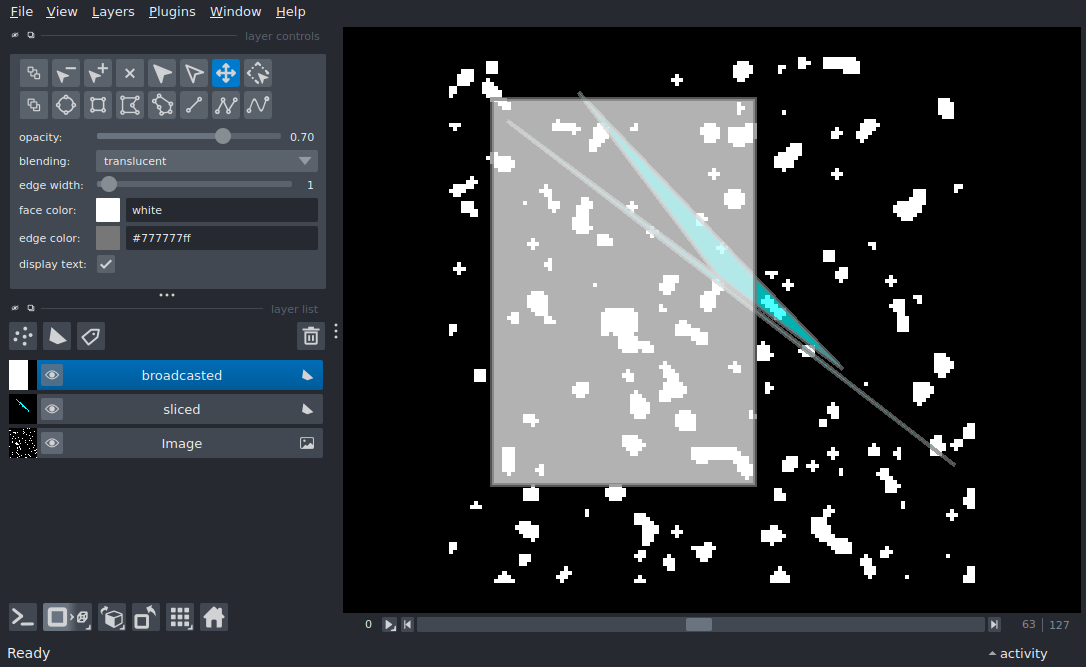 File View Layers Plugins Window Help
layer controls
opacity: 0.70
blending: translucent
edge width: 1
face color: white
edge color: #777777ff
display text:
layer list
broadcasted
sliced
Image
0 63 127
Ready activity